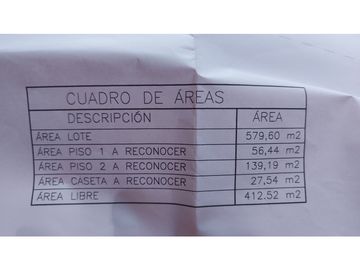 CUADRO DE ÁREAS
DESCRIPCIÓN ÁREA
ÁREA LOTE 579,60 m2
ÁREA PISO 1 A RECONOCER 56,44 m2
ÁREA PISO 2 A RECONOCER 139,19 m2
ÁREA CASETA A RECONOCER 27,54 m2
ÁREA LIBRE 412.52 m2